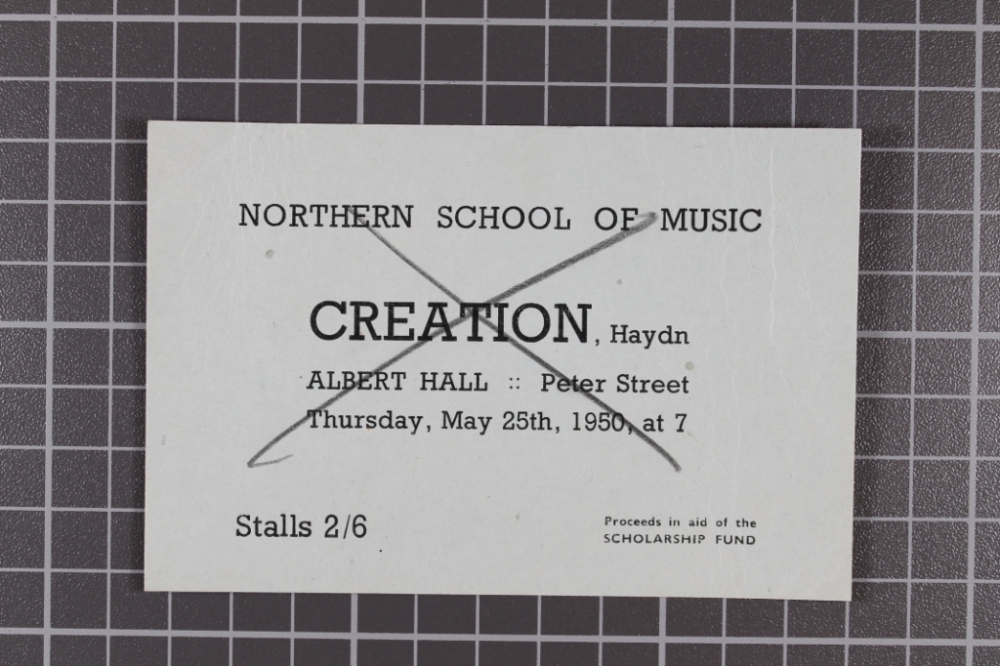 NORTHERN SCHOOL OF MUSIC
CREATION, Haydn
ALBERT HALL :: Peter Street
Thursday, May 25th, 1950, at 7
Stalls 2/6
Proceeds in aid of the
SCHOLARSHIP FUND